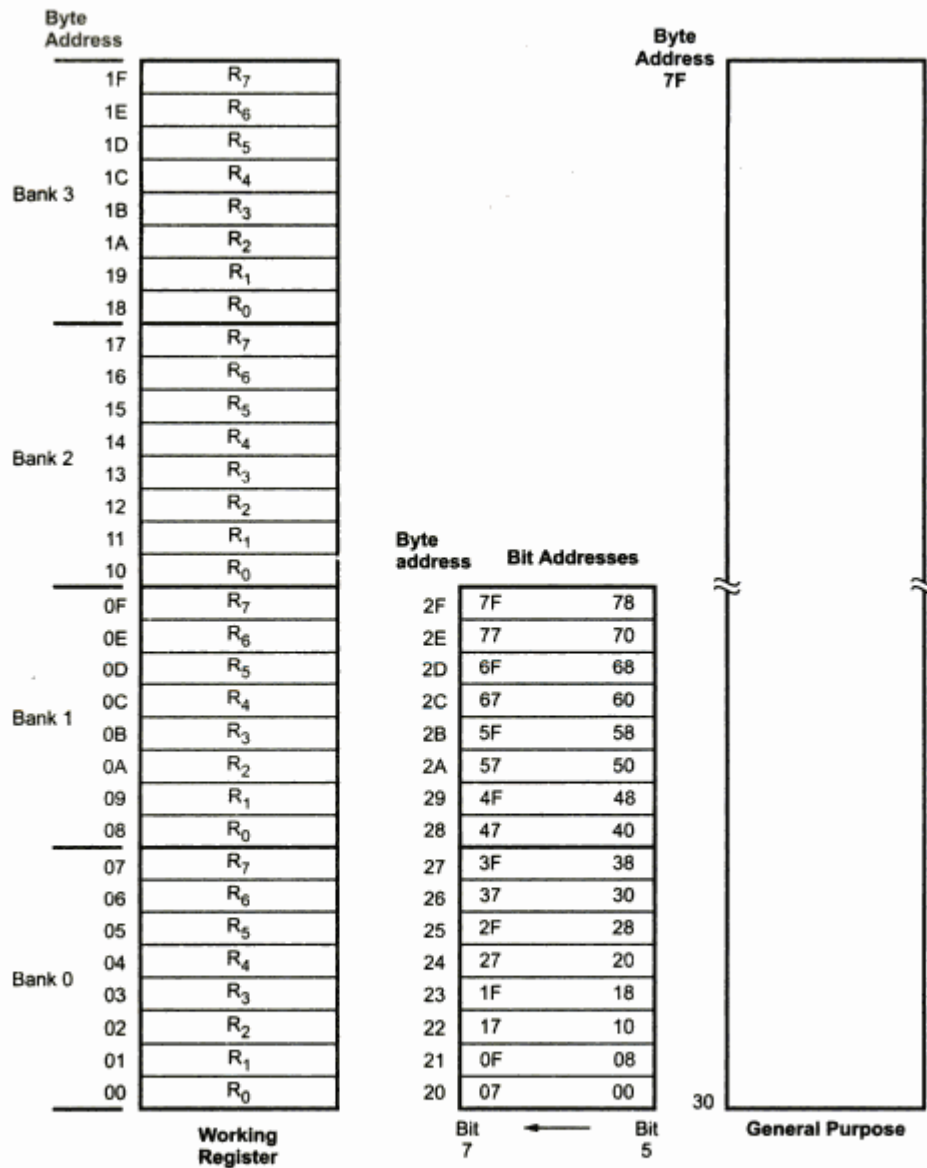 Byte
Address
Byte
Address
7F
1F R7
1E R6
1D R5
1C R4
Bank 3
1B R3
1A R2
19 R1
18 R0
17 R7
16 R6
15 R5
14 R4
Bank 2
13 R3
12 R2
11 R1
10 R0
Byte
address Bit Addresses
0F R7 2F 7F 78
0E R6 2E 77 70
0D R5 2D 6F 68
0C R4 2C 67 60
Bank 1
0B R3 2B 5F 58
0A R2 2A 57 50
09 R1 29 4F 48
08 R0 28 47 40
07 R7 27 3F 38
06 R6 26 37 30
05 R5 25 2F 28
04 R4 24 27 20
Bank 0
03 R3 23 1F 18
02 R2 22 17 10
01 R1 21 0F 08
00 R0 20 07 00 30
Working
Register
Bit
7
←
Bit
5
General Purpose